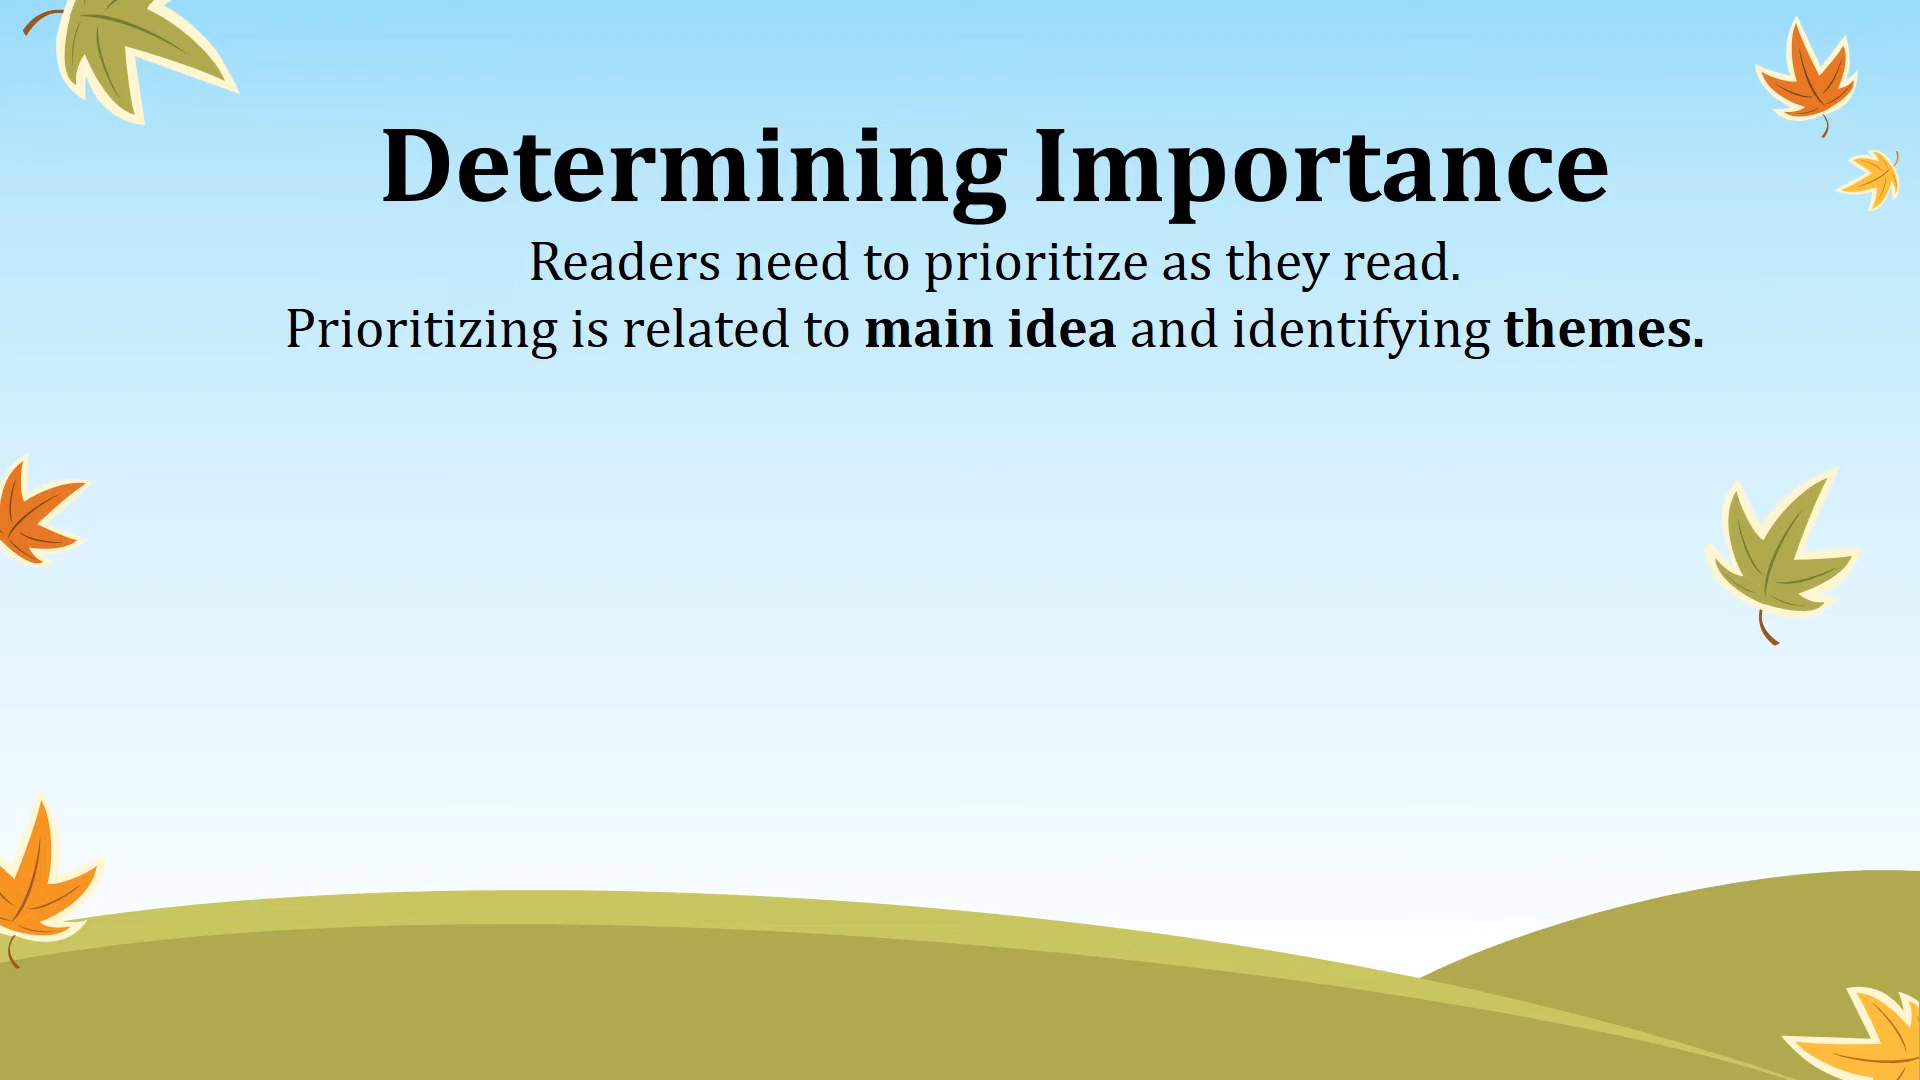 Determining Importance
Readers need to prioritize as they read.
Prioritizing is related to main idea and identifying themes.